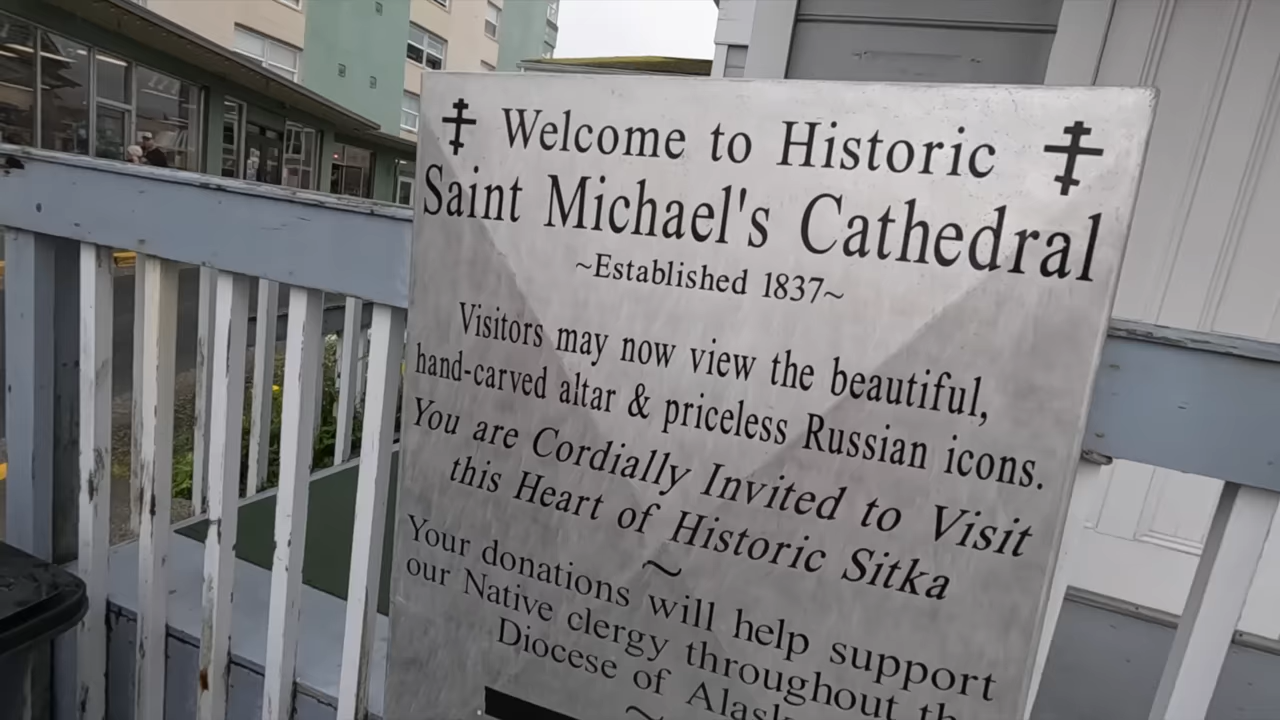 Welcome to Historic
Saint Michael's Cathedral
~Established 1837~
Visitors may now view the beautiful,
hand-carved altar & priceless Russian icons.
You are Cordially Invited to Visit
this Heart of Historic Sitka
~
Your donations will help support
our Native clergy throughout
Diocese of
~